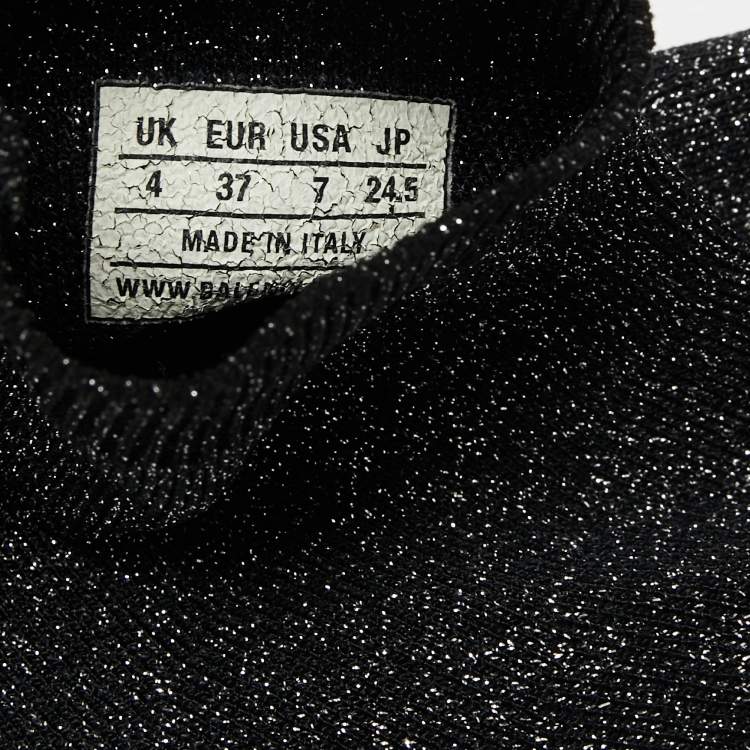 UK EUR USA JP
4 37 7 24.5
MADE IN ITALY